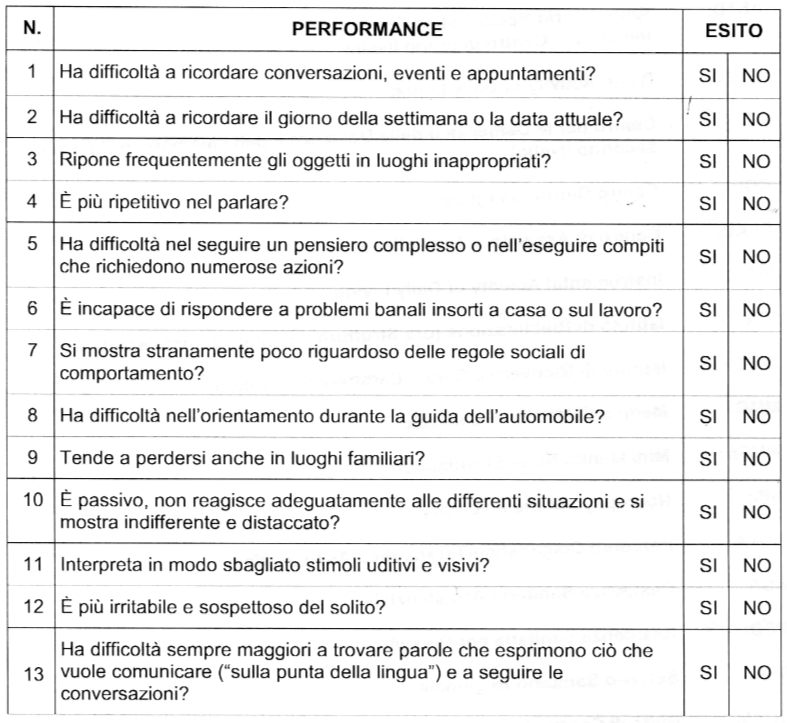 N. PERFORMANCE ESITO
1 Ha difficoltà a ricordare conversazioni, eventi e appuntamenti? SI NO
2 Ha difficoltà a ricordare il giorno della settimana o la data attuale? SI NO
3 Ripone frequentemente gli oggetti in luoghi inappropriati? SI NO
4 È più ripetitivo nel parlare? SI NO
5 Ha difficoltà nel seguire un pensiero complesso o nell'eseguire compiti
che richiedono numerose azioni? SI NO
6 È incapace di rispondere a problemi banali insorti a casa o sul lavoro? SI NO
7 Si mostra stranamente poco riguardoso delle regole sociali di
comportamento? SI NO
8 Ha difficoltà nell'orientamento durante la guida dell'automobile? SI NO
9 Tende a perdersi anche in luoghi familiari? SI NO
10 È passivo, non reagisce adeguatamente alle differenti situazioni e si
mostra indifferente e distaccato? SI NO
11 Interpreta in modo sbagliato stimoli uditivi e visivi? SI NO
12 È più irritabile e sospettoso del solito? SI NO
Ha difficoltà sempre maggiori a trovare parole che esprimono ciò che
13 vuole comunicare ("sulla punta della lingua") e a seguire le SI NO
conversazioni?